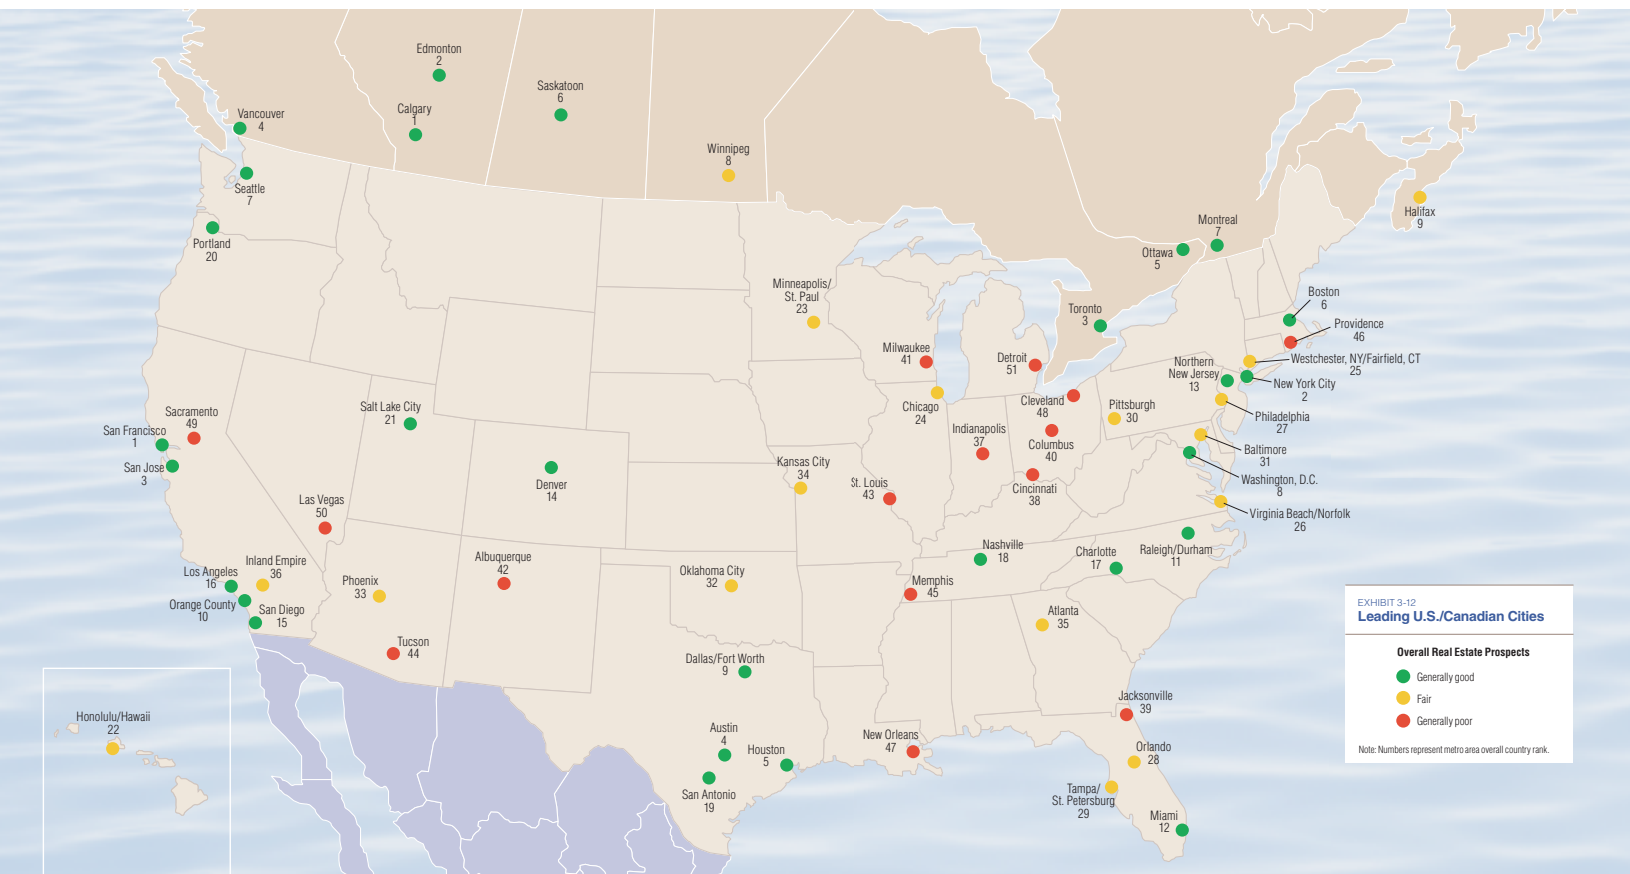 Edmonton
2
Saskatoon
6
Calgary
1
Vancouver
4
Winnipeg
8
Seattle
7
Halifax
9
Montreal
7
Portland
20
Ottawa
5
Minneapolis/
St. Paul
23
Boston
6
Toronto
3
Providence
46
Milwaukee
41
Detroit
51
Westchester, NY/Fairfield, CT
25
Northern
New Jersey
13
New York City
2
Cleveland
48
Chicago
24
Pittsburgh
30
Salt Lake City
21
Sacramento
49
Philadelphia
27
San Francisco
1
Indianapolis
37
Columbus
40
Baltimore
31
San Jose
3
Kansas City
34
Denver
14
St. Louis
43
Cincinnati
38
Washington, D.C.
8
Las Vegas
50
Virginia Beach/Norfolk
26
Nashville
18
Charlotte
17
Raleigh/Durham
11
Albuquerque
42
Inland Empire
36
Los Angeles
16
Phoenix
33
Oklahoma City
32
Memphis
45
Orange County
10
San Diego
15
Atlanta
35
Tucson
44
Dallas/Fort Worth
9
Jacksonville
39
Honolulu/Hawaii
22
Austin
4
Houston
5
New Orleans
47
Orlando
28
San Antonio
19
Tampa/
St. Petersburg
29
Miami
12
EXHIBIT 3-12
Leading U.S./Canadian Cities
Overall Real Estate Prospects
Generally good
Fair
Generally poor
Note: Numbers represent metro area overall country rank.